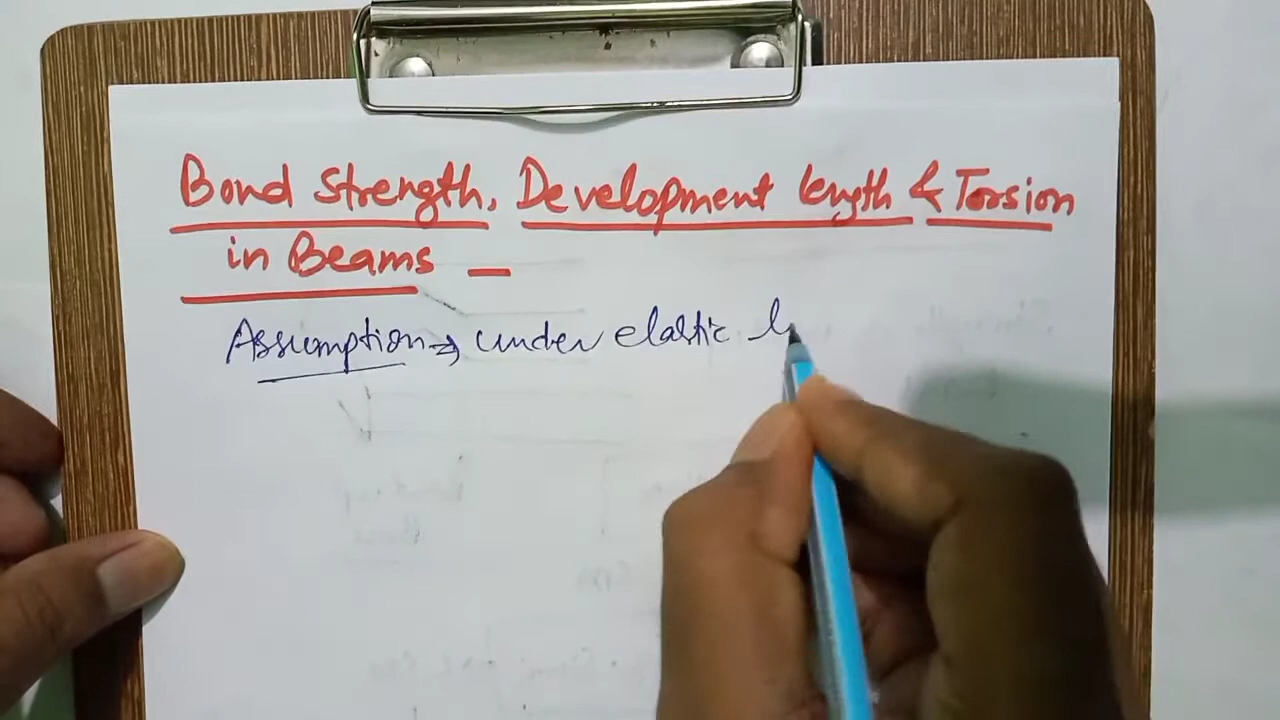 Bond Strength, Development length & Torsion
in Beams —
Assumption → under elastic